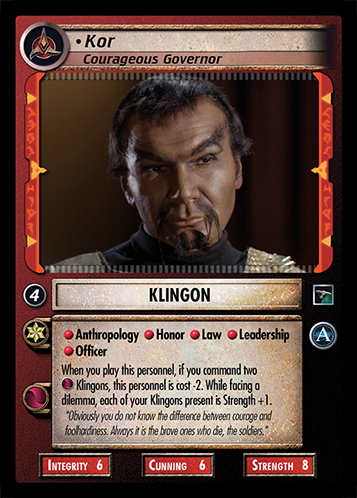 • Kor
Courageous Governor
4
KLINGON
• Anthropology • Honor • Law • Leadership
• Officer
When you play this personnel, if you command two
Klingons, this personnel is cost -2. While facing a
dilemma, each of your Klingons present is Strength +1.
"Obviously you do not know the difference between courage and
foolhardiness. Always it is the brave ones who die, the soldiers."
A
INTEGRITY 6 CUNNING 6 STRENGTH 8